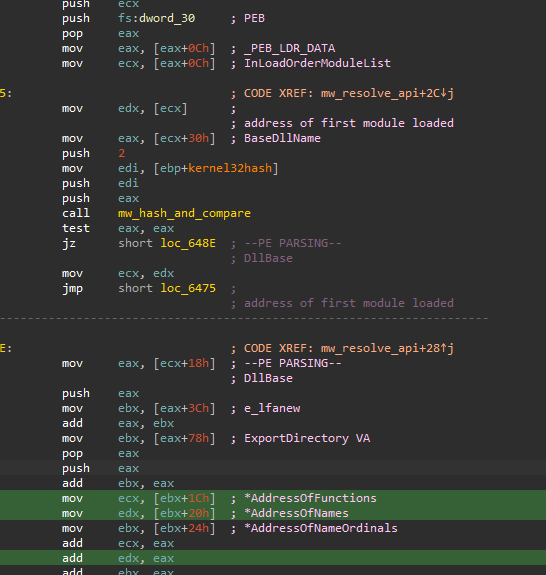 push ecx
push fs:dword_30 ; PEB
pop eax
mov eax, [eax+0Ch] ; _PEB_LDR_DATA
mov ecx, [eax+0Ch] ; InLoadOrderModuleList
5: ; CODE XREF: mw_resolve_api+2C↓j
mov edx, [ecx] ;
; address of first module loaded
mov eax, [ecx+30h] ; BaseDllName
push 2
mov edi, [ebp+kernel32hash]
push edi
push eax
call mw_hash_and_compare
test eax, eax
jz short loc_648E ; --PE PARSING--
; DllBase
mov ecx, edx
jmp short loc_6475 ;
; address of first module loaded
---------------------------------------------------------------------------
E: ; CODE XREF: mw_resolve_api+28↑j
mov eax, [ecx+18h] ; --PE PARSING--
; DllBase
push eax
mov ebx, [eax+3Ch] ; e_lfanew
add eax, ebx
mov ebx, [eax+78h] ; ExportDirectory VA
pop eax
push eax
add ebx, eax
mov ecx, [ebx+1Ch] ; *AddressOfFunctions
mov edx, [ebx+20h] ; *AddressOfNames
mov ebx, [ebx+24h] ; *AddressOfNameOrdinals
add ecx, eax
add edx, eax
add ebx, eax